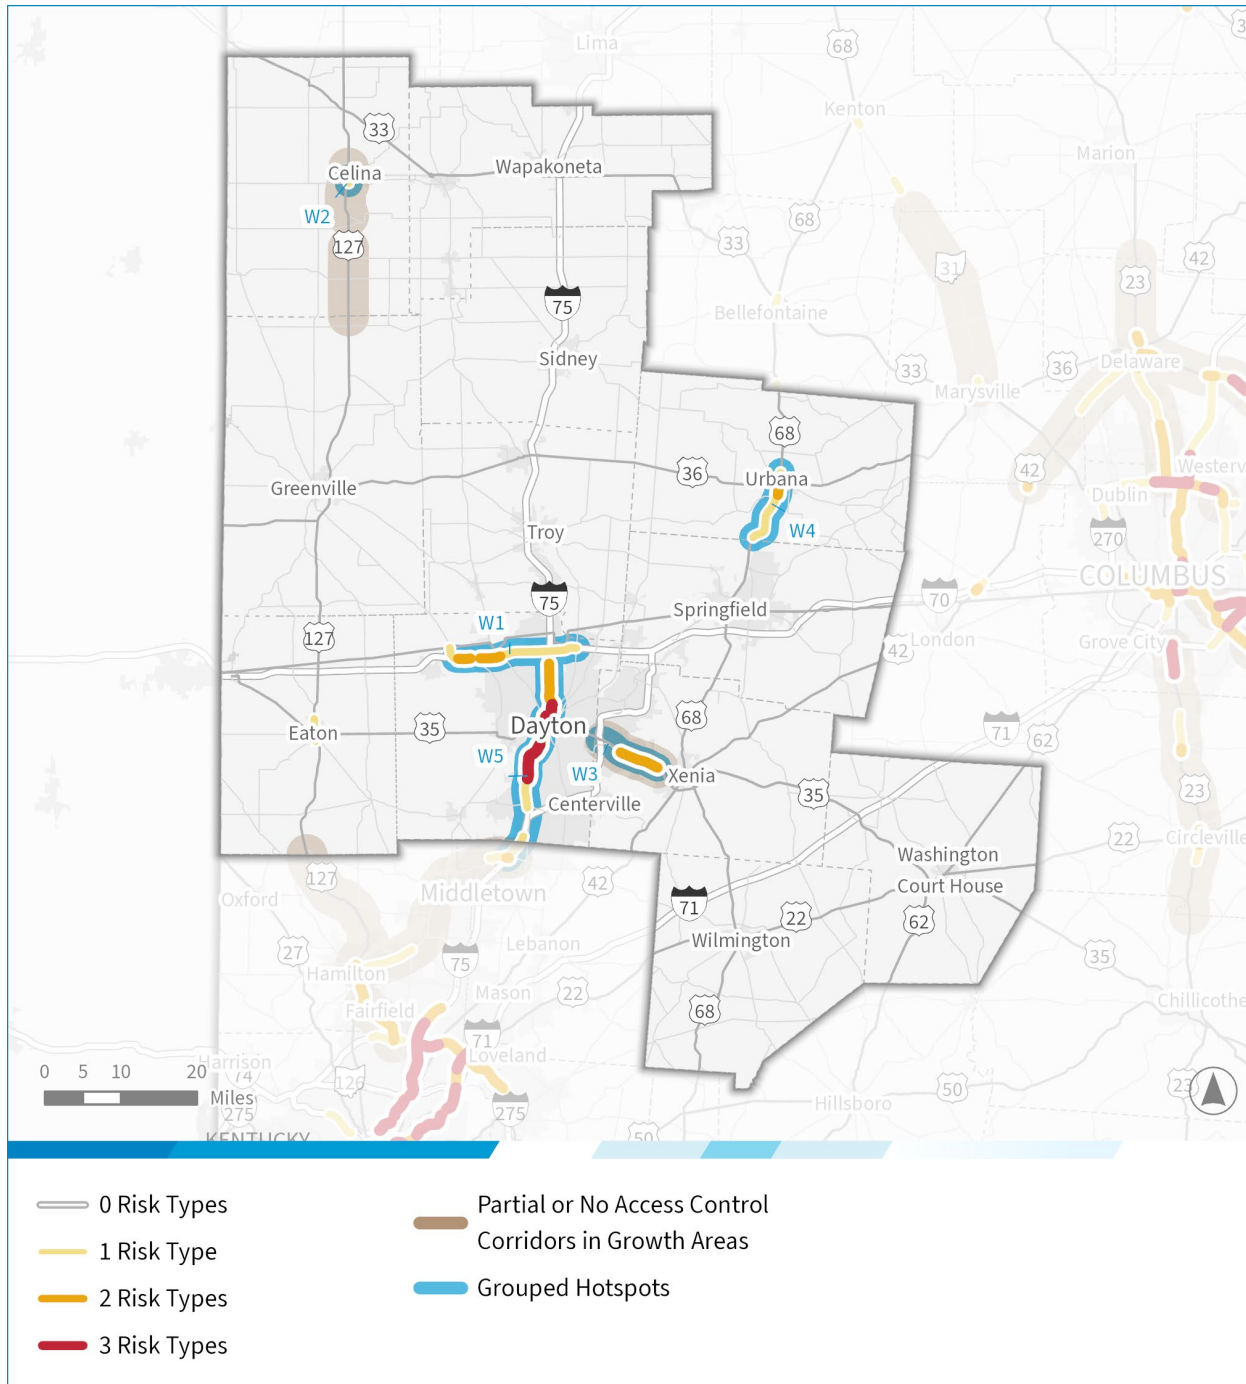 Lima
68
33
Kenton
33
Celina
Wapakoneta
Marion
W2
68
33
127
42
31
23
75
Bellefontaine
Sidney
33
36
Delaware
Marysville
68
36
Urbana
42
Westerv
Greenville
Dublin
W4
Troy
270
COLUMBUS
75
70
Springfield
W1
127
London
Grove City
42
68
Dayton
35
Eaton
71
62
W5
W3
Xenia
23
35
Centerville
22
Circleville
Washington
Court House
127
42
Middletown
Oxford
71
22
62
Wilmington
27
Lebanon
75
35
Hamilton
Mason
22
Chillicothe
Fairfield
68
71
Loveland
Harrison
74
126
50
23
0 5 10 20
Miles
275
275
Hillsboro
50
KENTUCKY
0 Risk Types
1 Risk Type
2 Risk Types
3 Risk Types
Partial or No Access Control
Corridors in Growth Areas
Grouped Hotspots